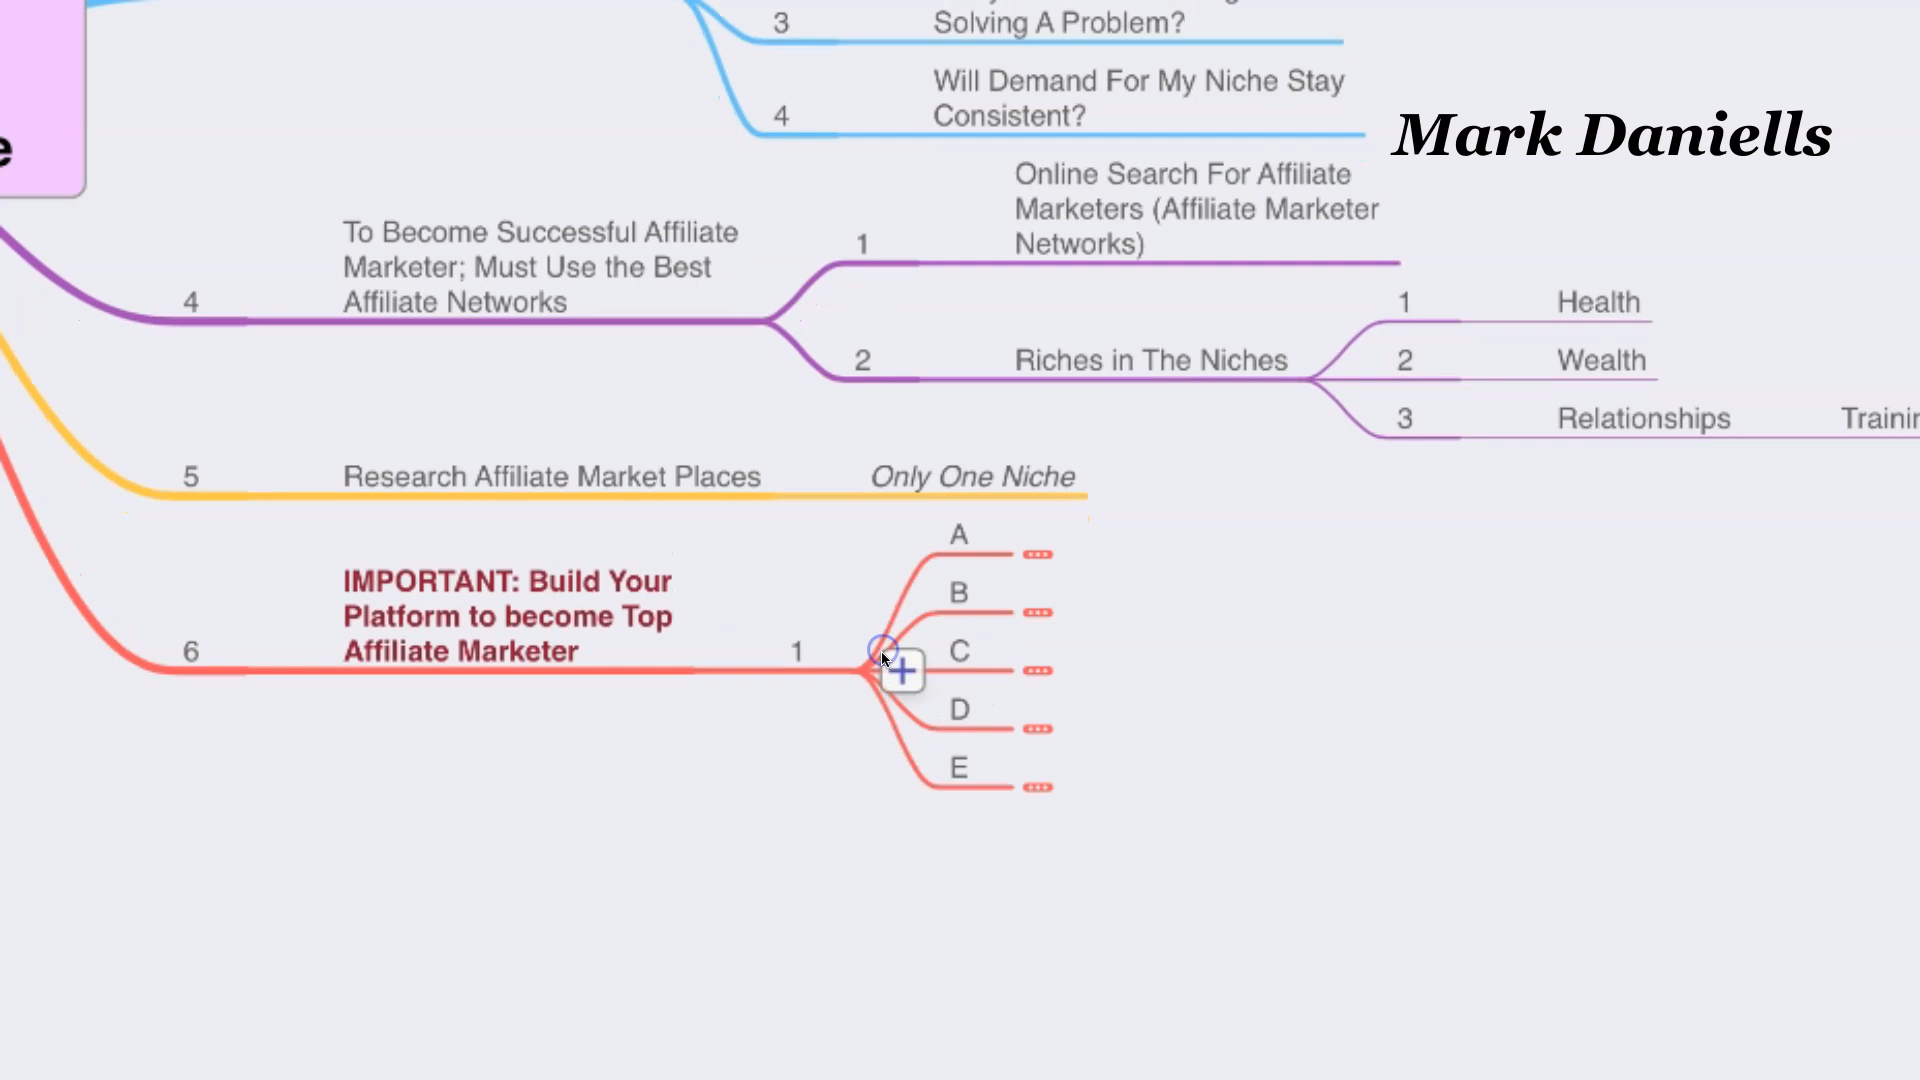 3
Solving A Problem?
Will Demand For My Niche Stay
4
Consistent?
Mark Daniells
e
Online Search For Affiliate
Marketers (Affiliate Marketer
1
Networks)
To Become Successful Affiliate
Marketer; Must Use the Best
4
Affiliate Networks
1 Health
2 Riches in The Niches
2 Wealth
3 Relationships
5 Research Affiliate Market Places Only One Niche
IMPORTANT: Build Your
Platform to become Top
6
Affiliate Marketer
1
A
B
C
D
E